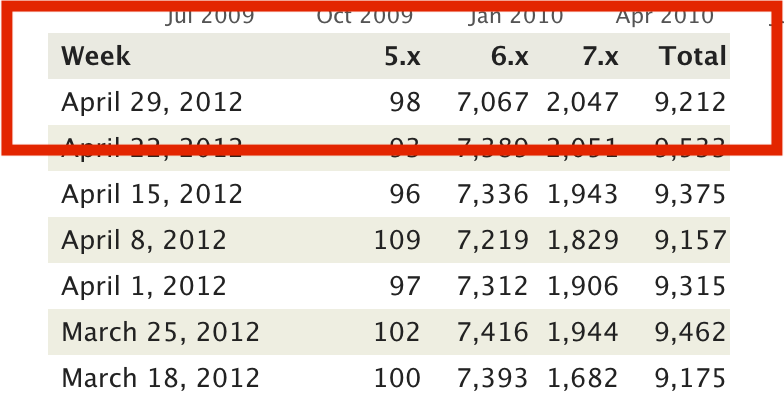 Jul 2009 Oct 2009 Jan 2010 Apr 2010
Week 5.x 6.x 7.x Total
April 29, 2012 98 7,067 2,047 9,212
April 22, 2012 93 7,389 2,051 9,533
April 15, 2012 96 7,336 1,943 9,375
April 8, 2012 109 7,219 1,829 9,157
April 1, 2012 97 7,312 1,906 9,315
March 25, 2012 102 7,416 1,944 9,462
March 18, 2012 100 7,393 1,682 9,175